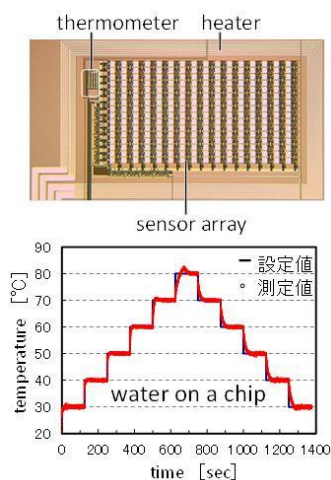 thermometer heater
sensor array
90
80
70
60
50
40
30
20
temperature [℃]
設定値
測定値
water on a chip
0 200 400 600 800 1000 1200 1400
time [sec]